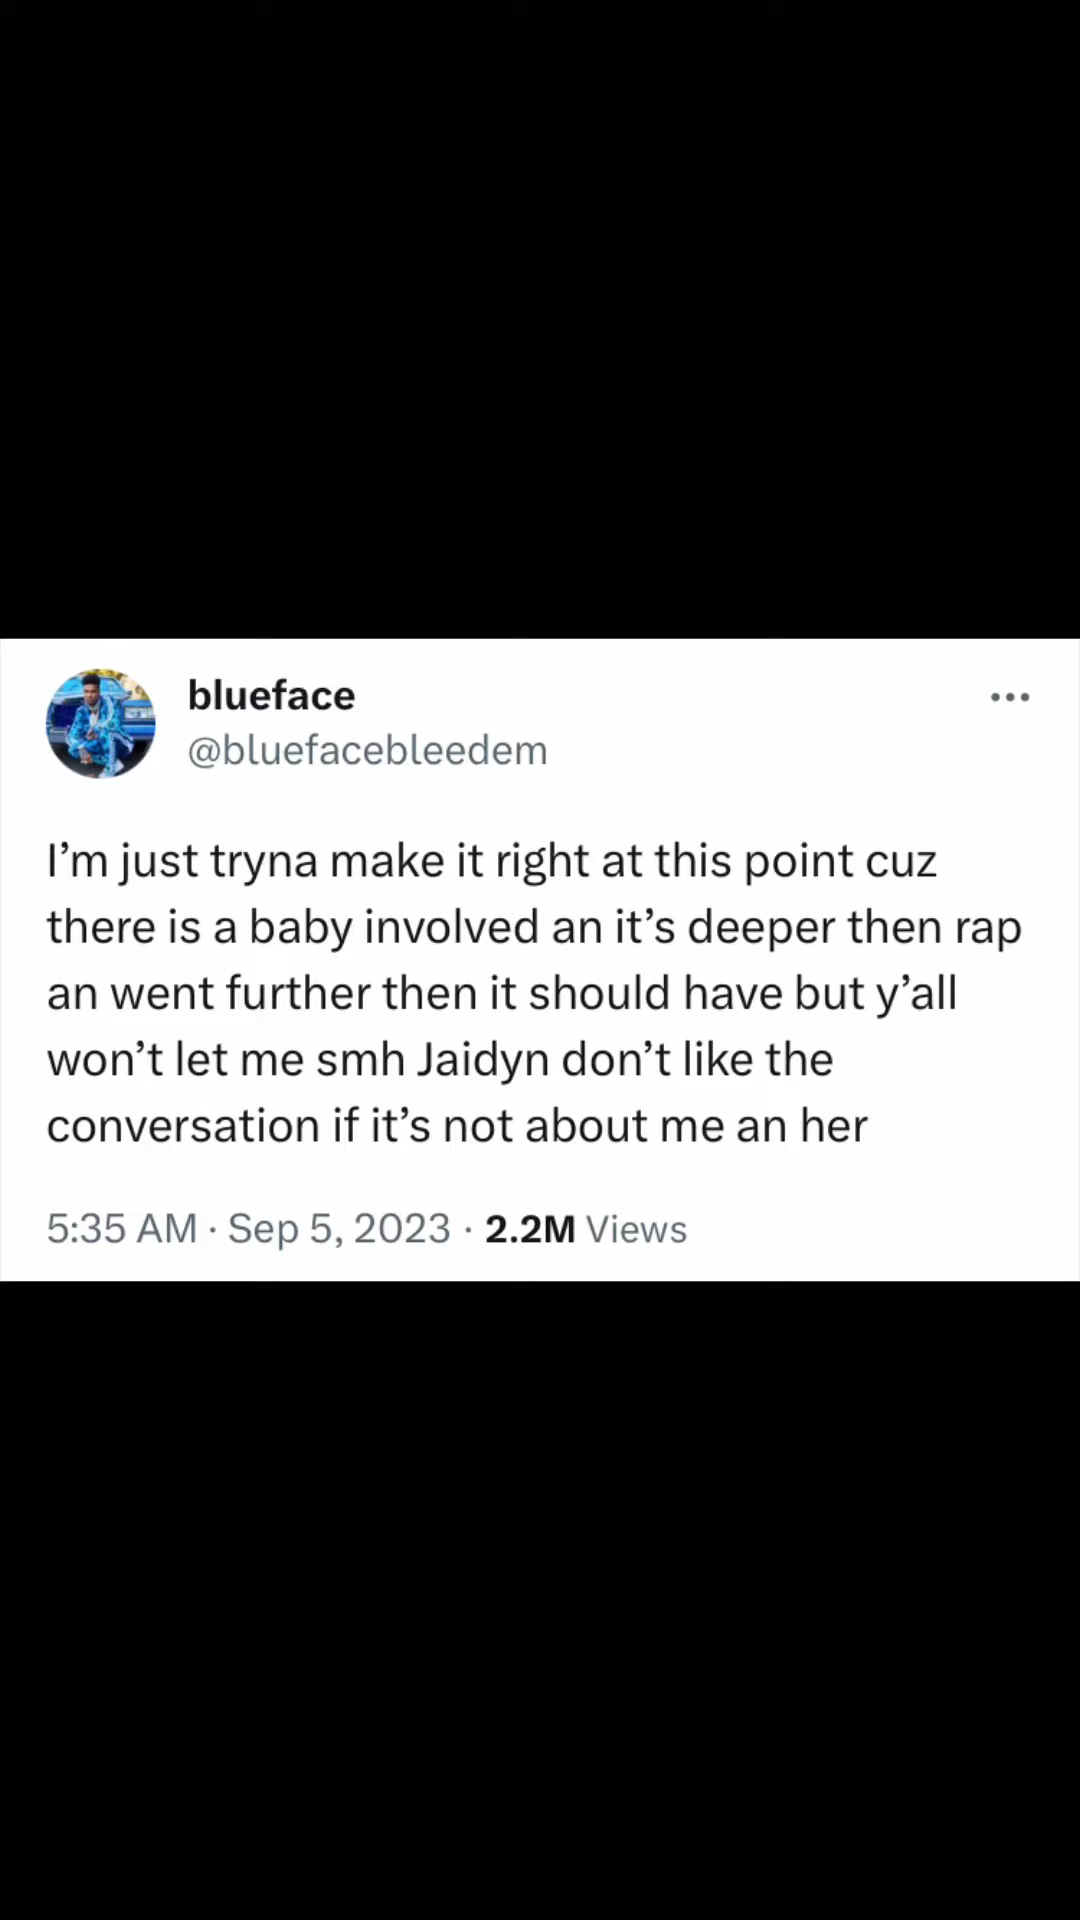 blueface
@bluefacebleedem
I’m just tryna make it right at this point cuz
there is a baby involved an it’s deeper then rap
an went further then it should have but y’all
won’t let me smh Jaidyn don’t like the
conversation if it’s not about me an her
5:35 AM · Sep 5, 2023 · 2.2M Views